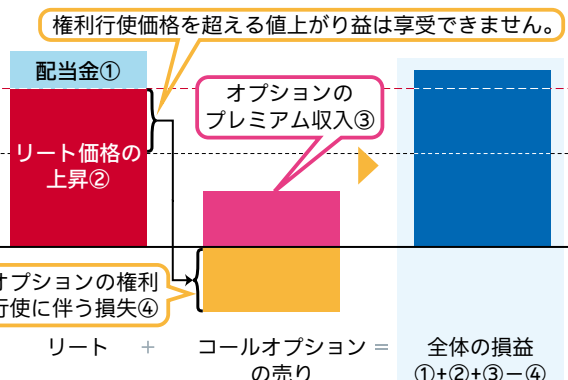 権利行使価格を超える値上がり益は享受できません。
配当金①
オプションの
プレミアム収入③
リート価格の
上昇②
オプションの権利
行使に伴う損失④
リート + コールオプション = 全体の損益
の売り ①+②+③−④